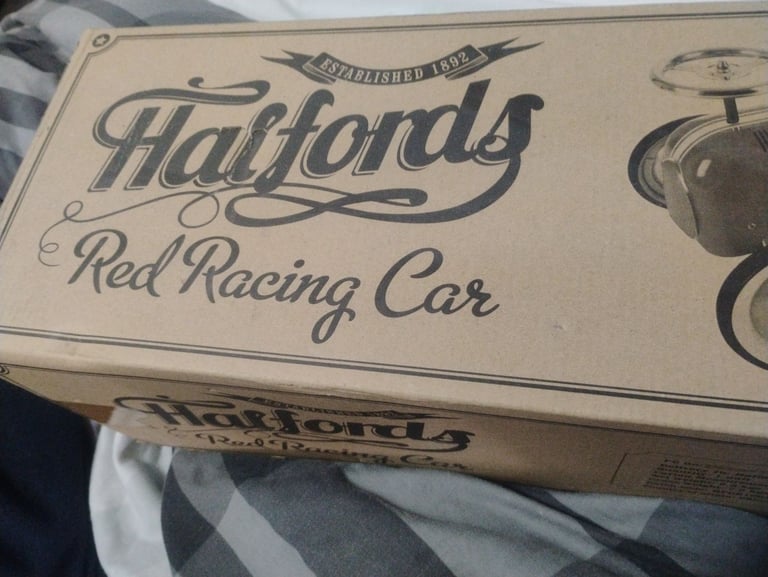 ESTABLISHED 1892
Halfords
Red Racing Car
Halfords
Red Racing Car